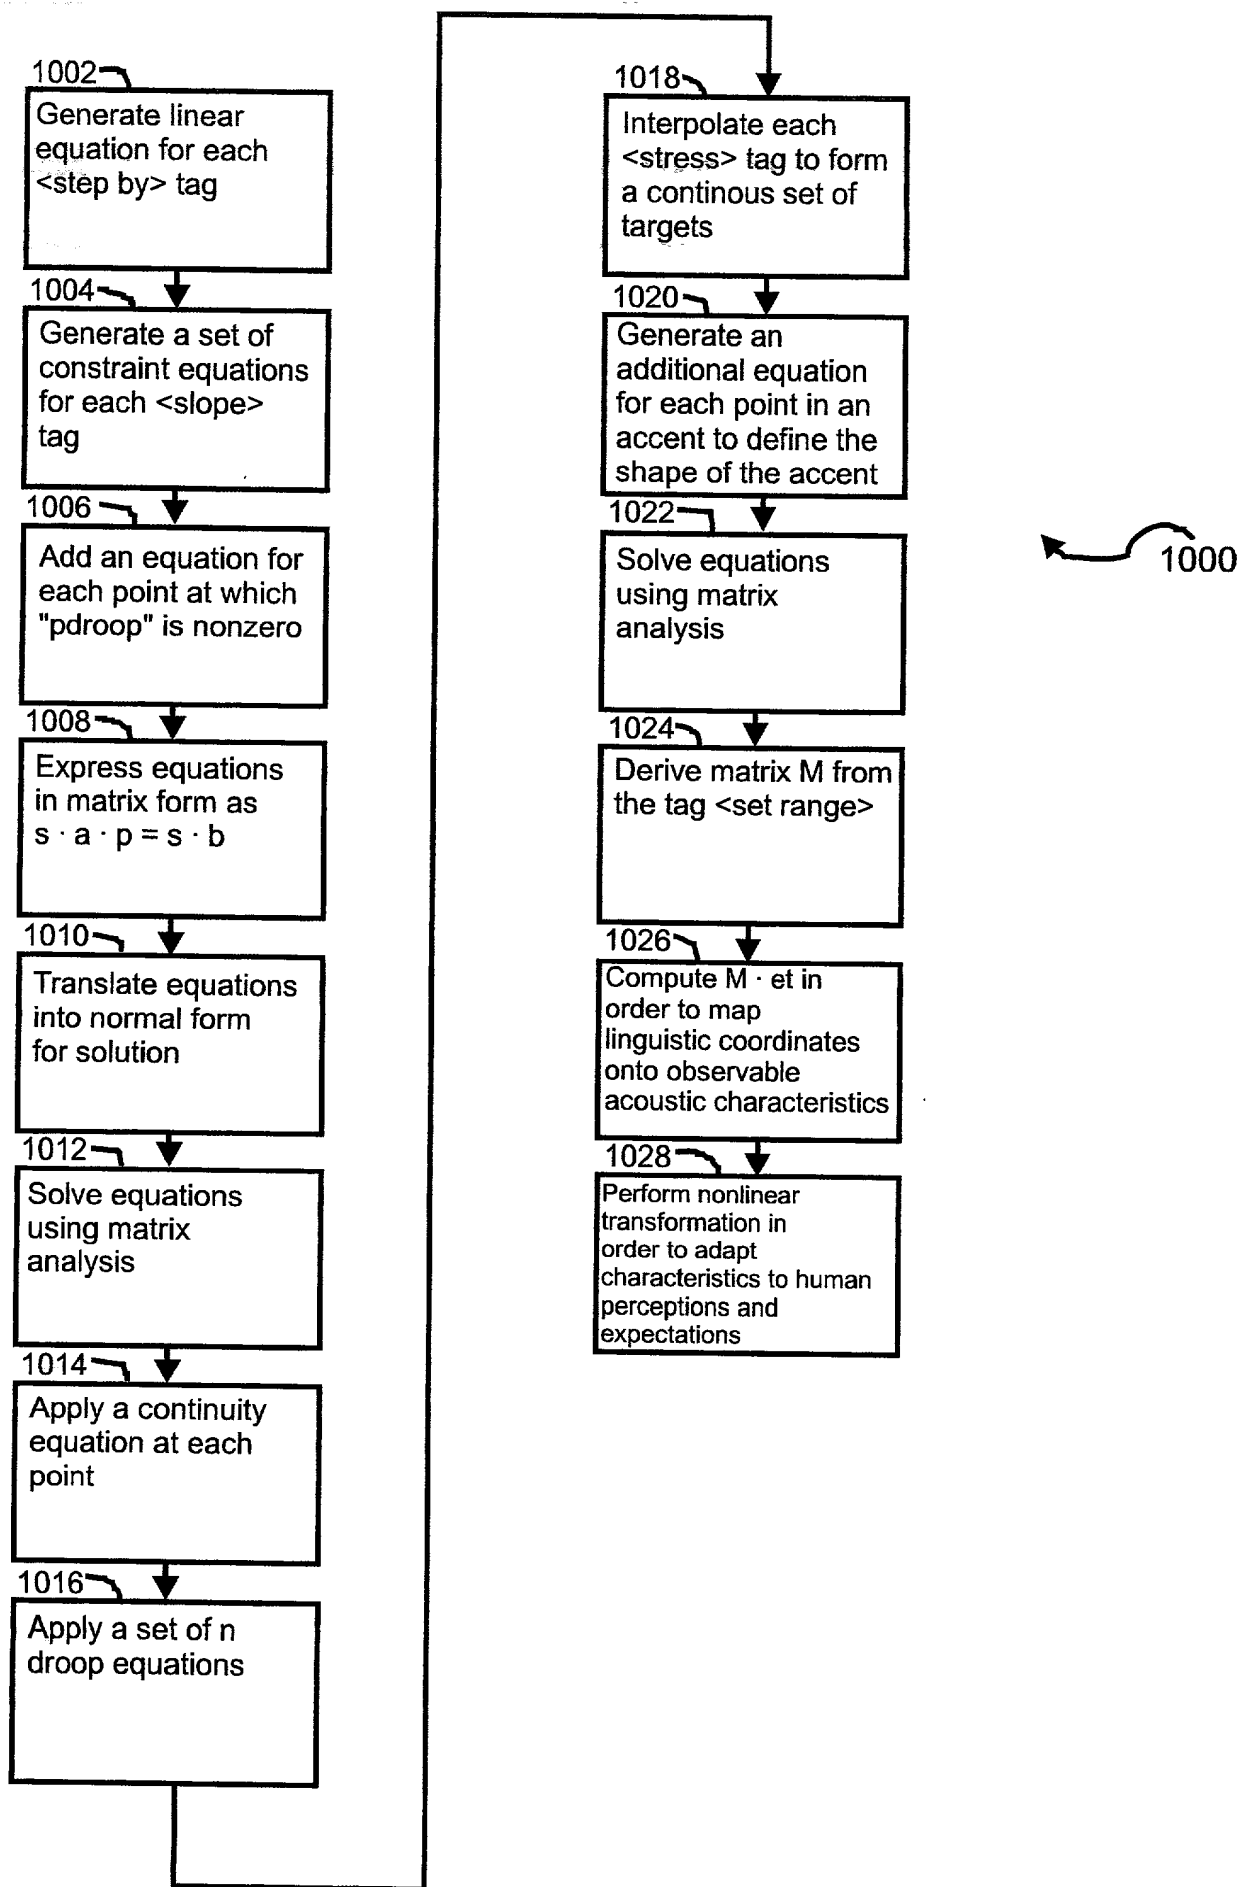 1002
Generate linear
equation for each
<step by> tag
1004
Generate a set of
constraint equations
for each <slope>
tag
1006
Add an equation for
each point at which
"pdroop" is nonzero
1008
Express equations
in matrix form as
s · a · p = s · b
1010
Translate equations
into normal form
for solution
1012
Solve equations
using matrix
analysis
1014
Apply a continuity
equation at each
point
1016
Apply a set of n
droop equations
1018
Interpolate each
<stress> tag to form
a continous set of
targets
1020
Generate an
additional equation
for each point in an
accent to define the
shape of the accent
1022
Solve equations
using matrix
analysis
1024
Derive matrix M from
the tag <set range>
1026
Compute M · et in
order to map
linguistic coordinates
onto observable
acoustic characteristics
1028
Perform nonlinear
transformation in
order to adapt
characteristics to human
perceptions and
expectations
1000